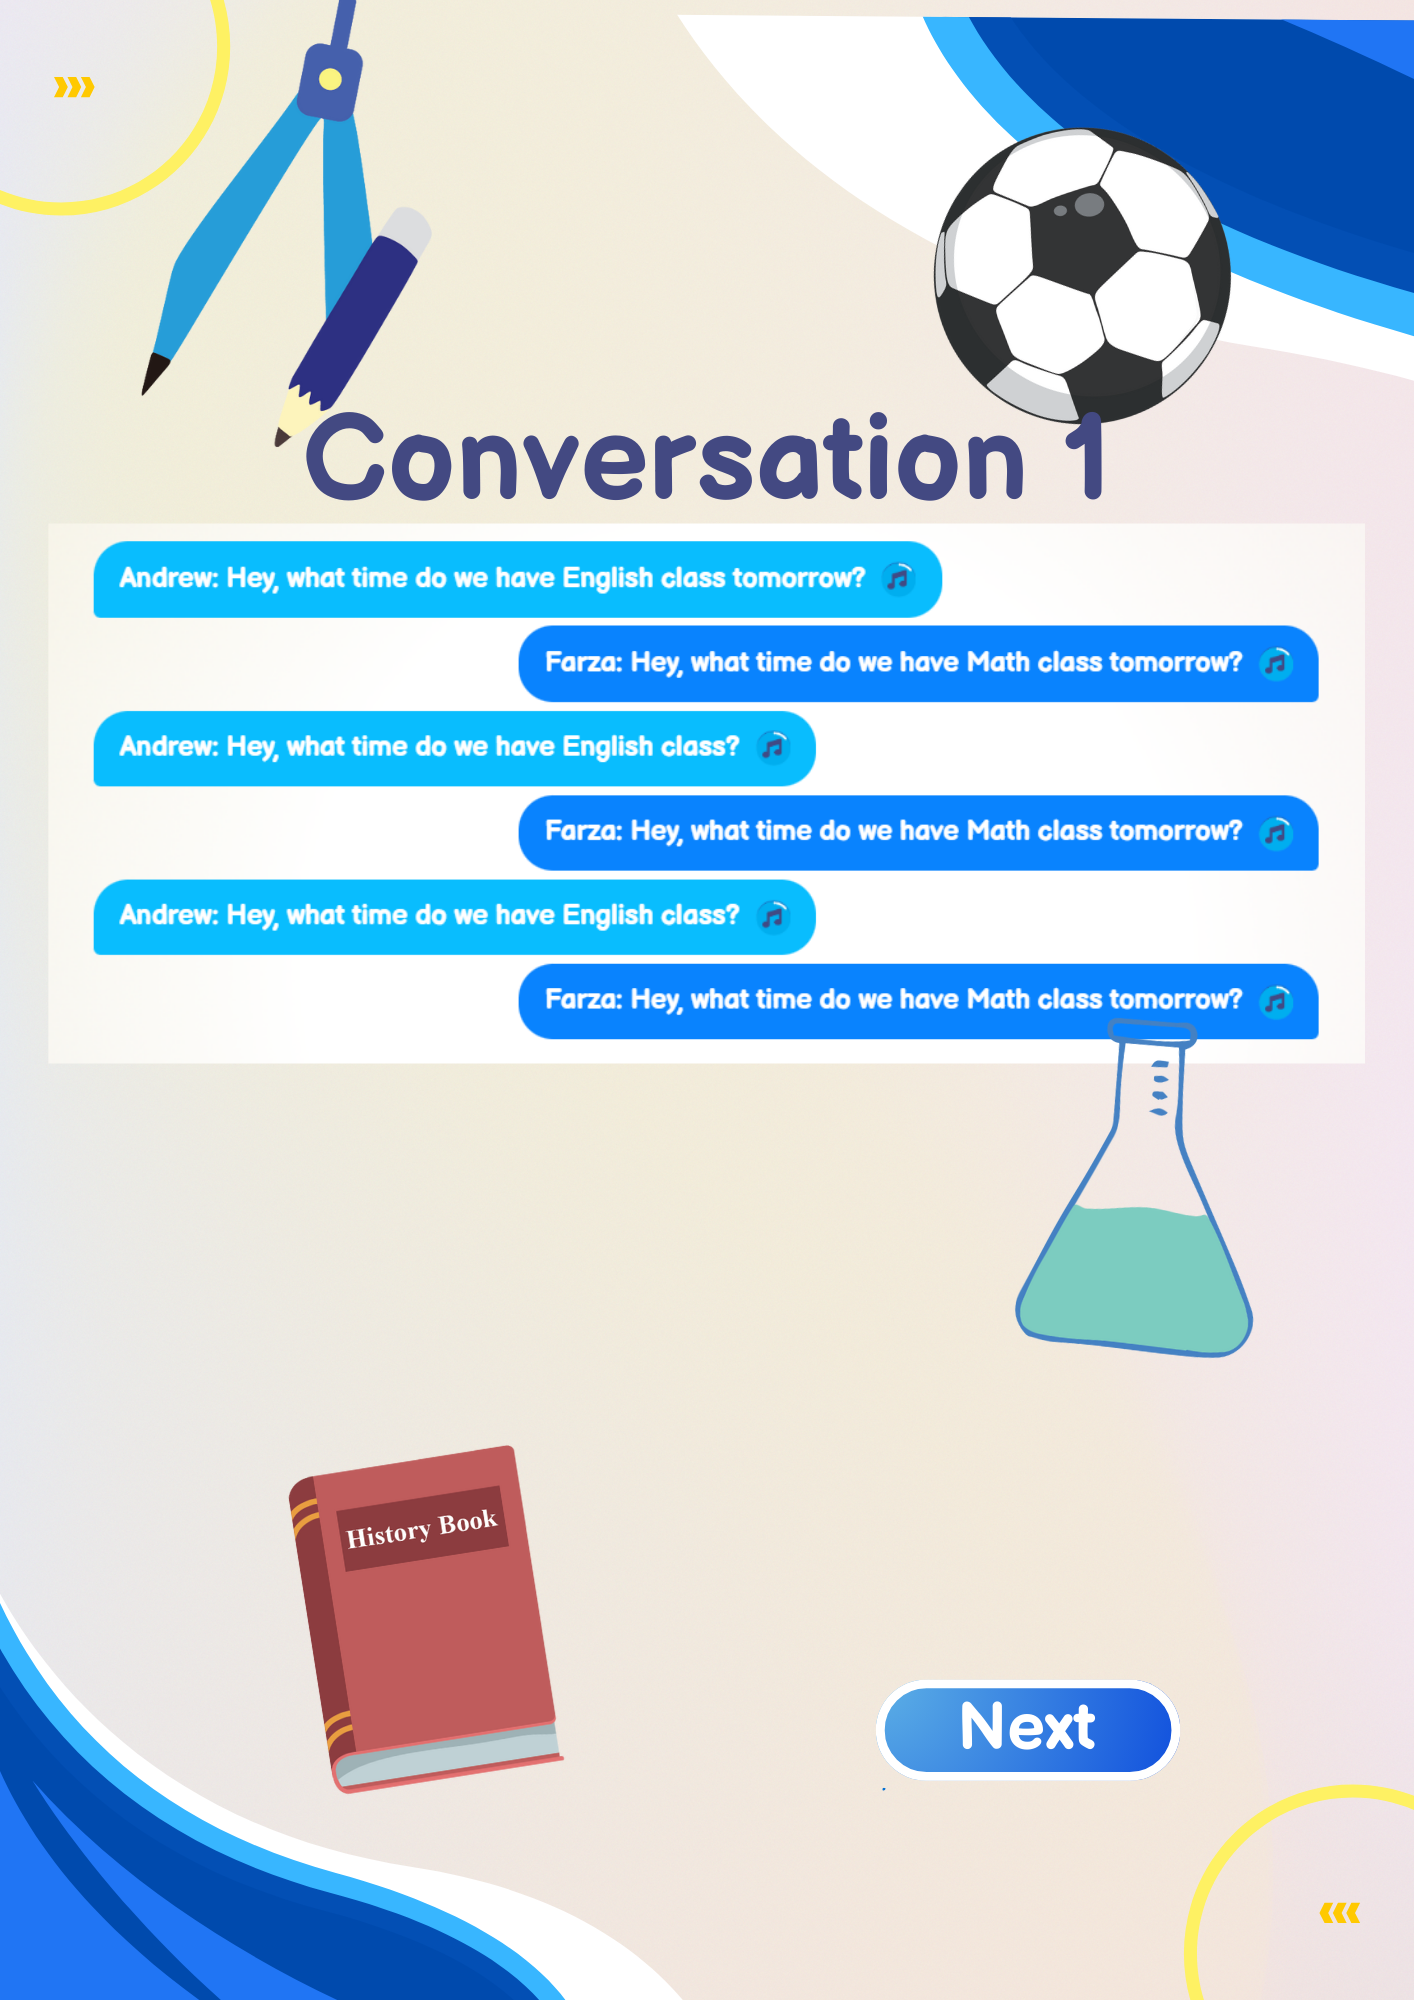 Conversation 1
Andrew: Hey, what time do we have English class tomorrow?
Farza: Hey, what time do we have Math class tomorrow?
Andrew: Hey, what time do we have English class?
Farza: Hey, what time do we have Math class tomorrow?
Andrew: Hey, what time do we have English class?
Farza: Hey, what time do we have Math class tomorrow?
History Book
Next